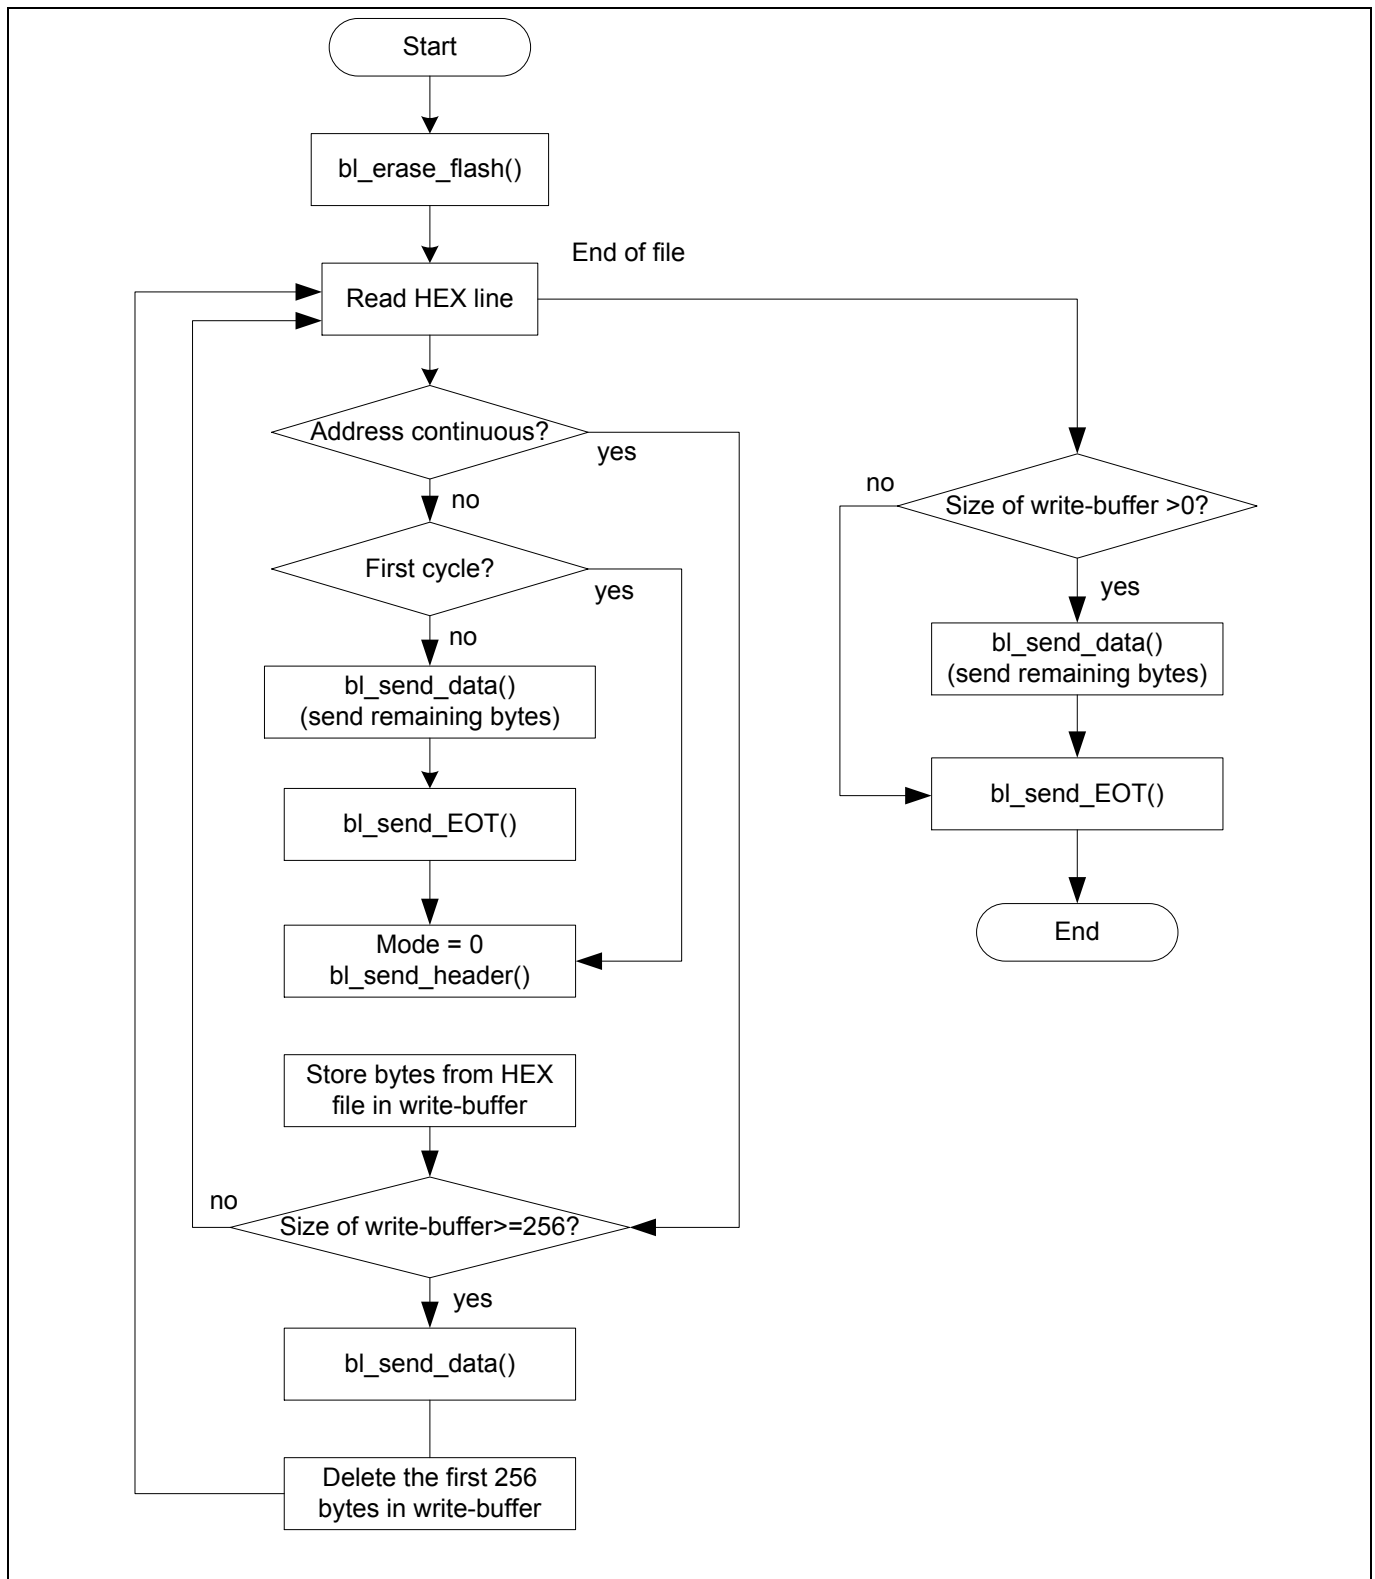 Start
bl_erase_flash()
End of file
Read HEX line
Address continuous?
yes
no
First cycle?
yes
no
bl_send_data()
(send remaining bytes)
bl_send_EOT()
Mode = 0
bl_send_header()
Store bytes from HEX
file in write-buffer
no
Size of write-buffer>=256?
yes
bl_send_data()
Delete the first 256
bytes in write-buffer
no
Size of write-buffer >0?
yes
bl_send_data()
(send remaining bytes)
bl_send_EOT()
End